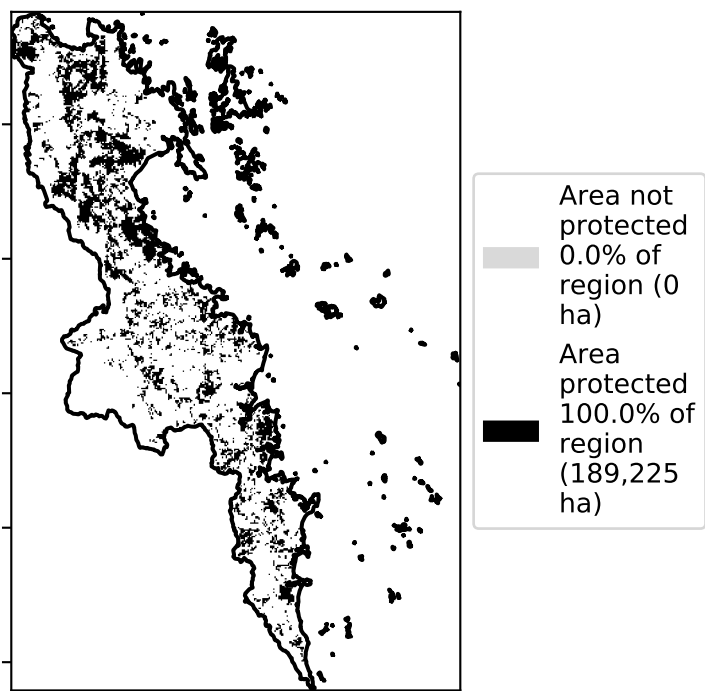 Area not
protected
0.0% of
region (0
ha)
Area
protected
100.0% of
region
(189,225
ha)